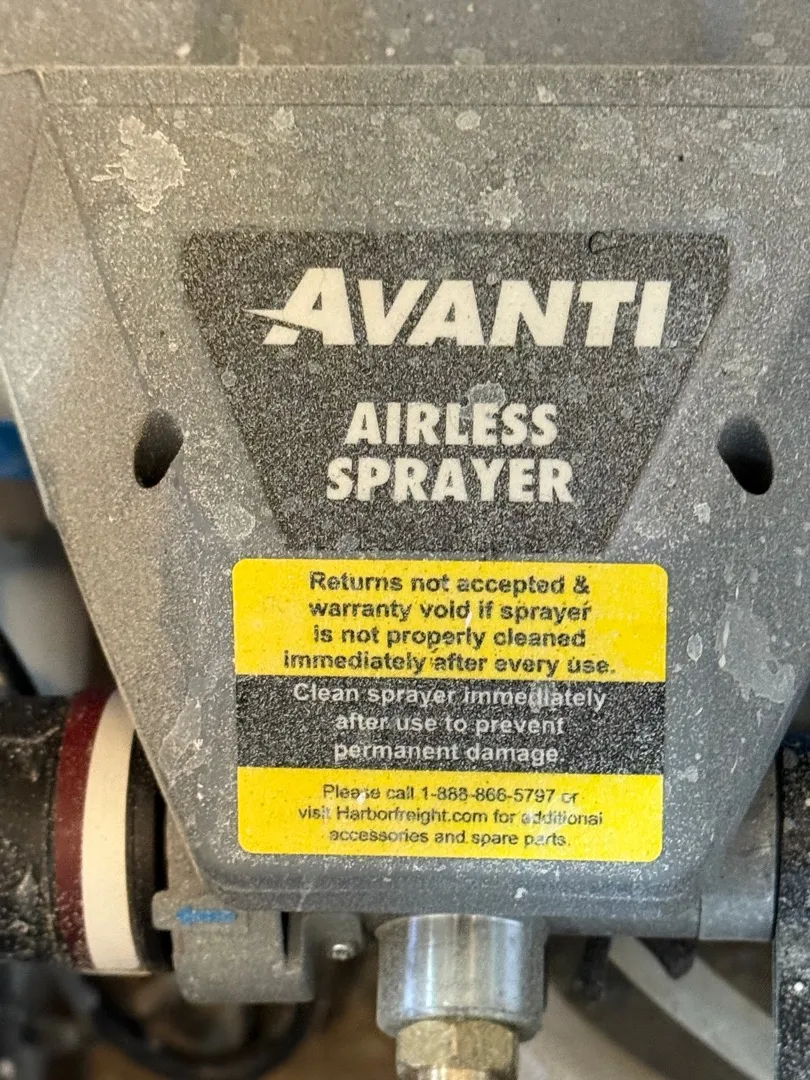 AVANTI
AIRLESS
SPRAYER
Returns not accepted &
warranty void if sprayer
is not properly cleaned
immediately after every use.
Clean sprayer immediately
after use to prevent
permanent damage
Please call 1-888-866-5797 or
visit Harborfreight.com for additional
accessories and spare parts.